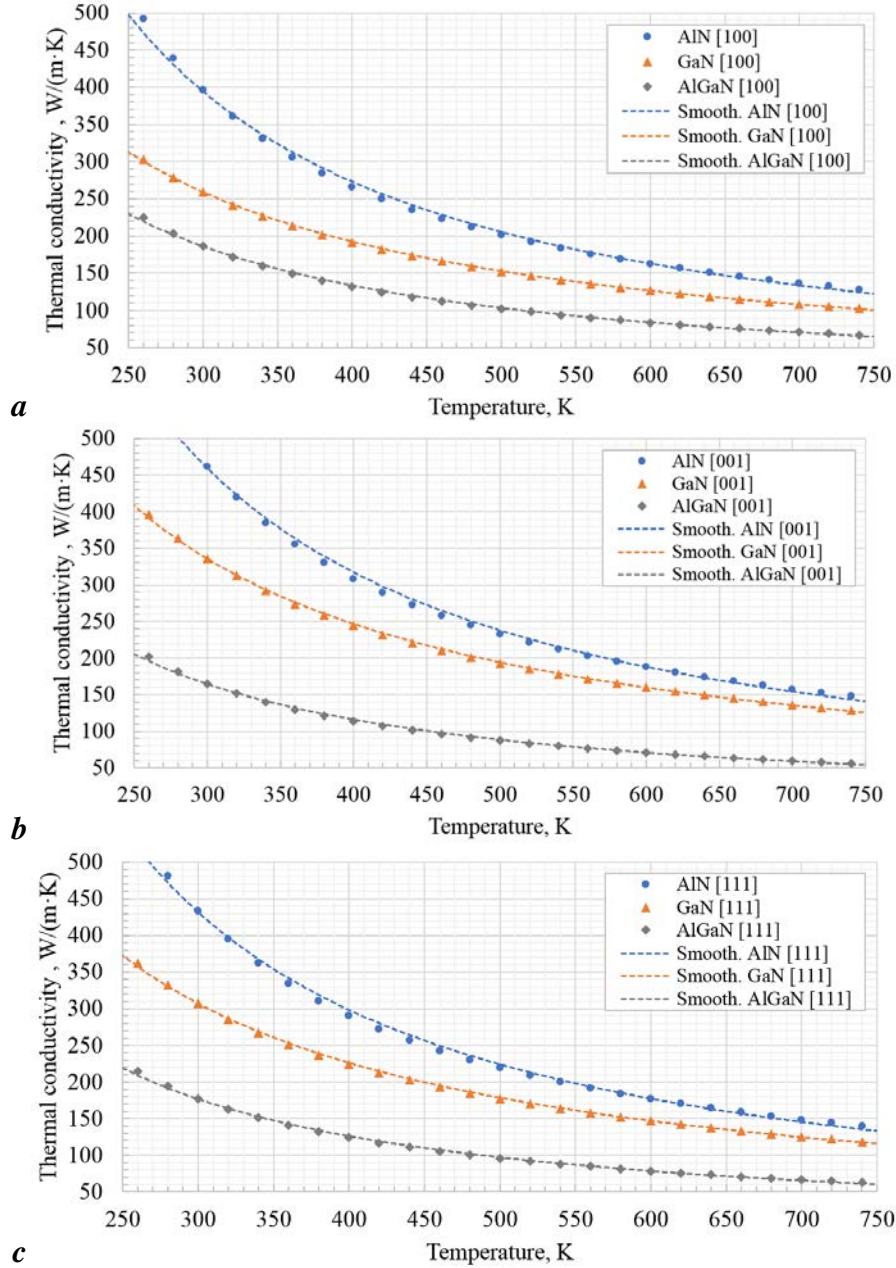 500
450
400
350
300
250
200
150
100
50
Thermal conductivity , W/(m·K)
AlN [100]
GaN [100]
AlGaN [100]
Smooth. AlN [100]
Smooth. GaN [100]
Smooth. AlGaN [100]
250 300 350 400 450 500 550 600 650 700 750
Temperature, K
a
500
450
400
350
300
250
200
150
100
50
Thermal conductivity , W/(m·K)
AlN [001]
GaN [001]
AlGaN [001]
Smooth. AlN [001]
Smooth. GaN [001]
Smooth. AlGaN [001]
250 300 350 400 450 500 550 600 650 700 750
Temperature, K
b
500
450
400
350
300
250
200
150
100
50
Thermal conductivity , W/(m·K)
AlN [111]
GaN [111]
AlGaN [111]
Smooth. AlN [111]
Smooth. GaN [111]
Smooth. AlGaN [111]
250 300 350 400 450 500 550 600 650 700 750
Temperature, K
c